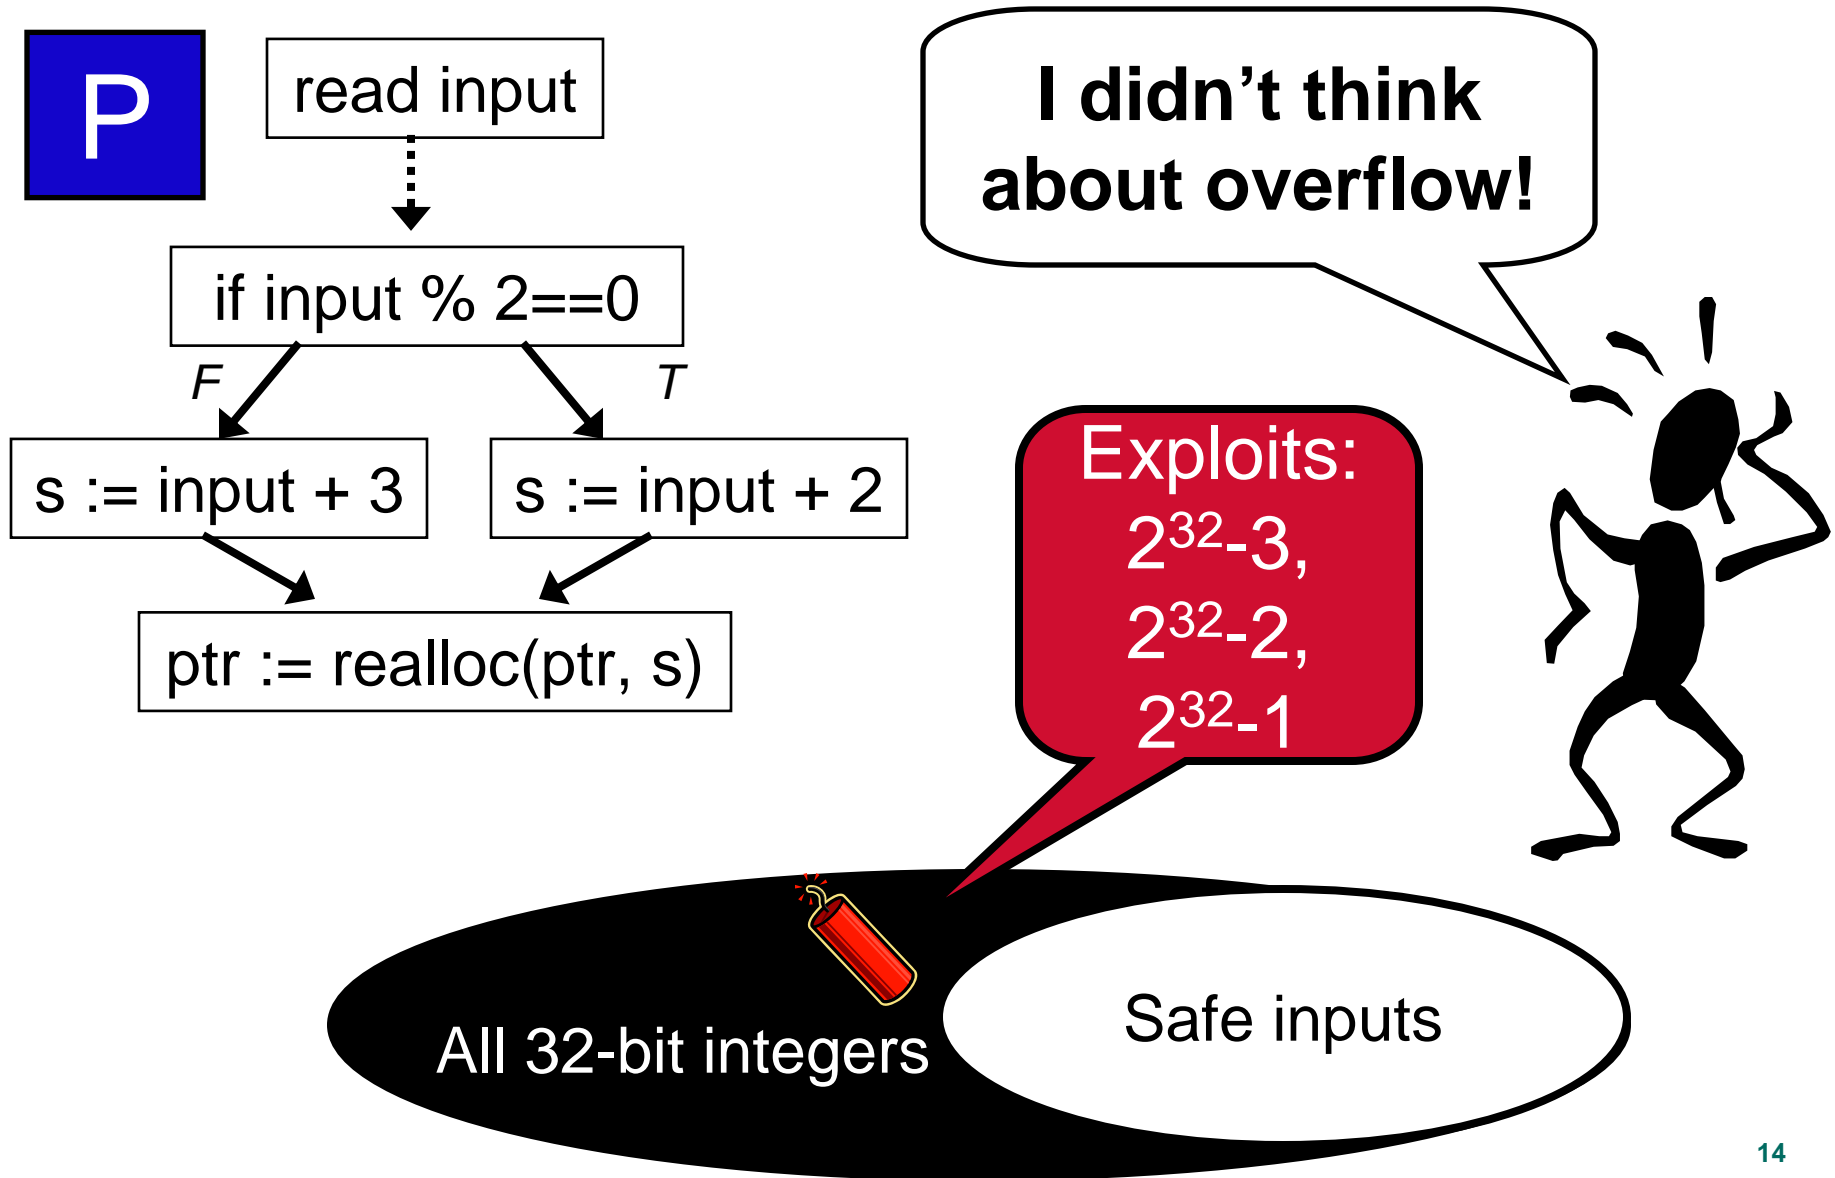 P
read input
I didn’t think
about overflow!
if input % 2==0
F
T
s := input + 3
s := input + 2
ptr := realloc(ptr, s)
Exploits:
2³²-3,
2³²-2,
2³²-1
All 32-bit integers
Safe inputs
14